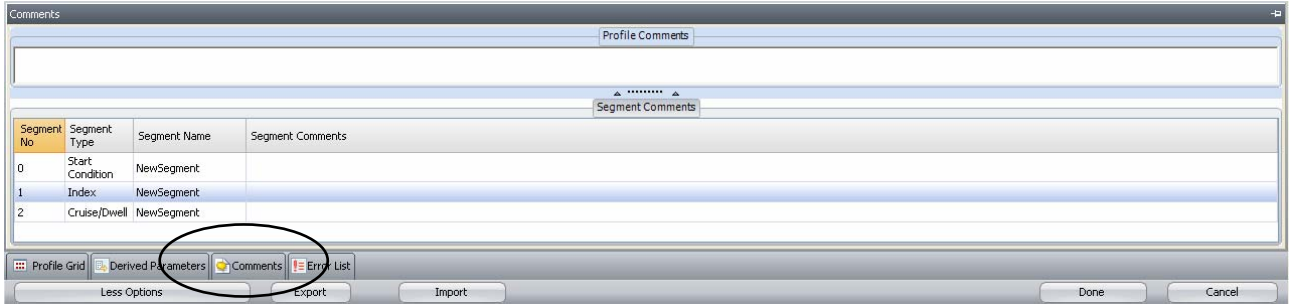 Comments
Profile Comments
Segment Comments
Segment No Segment Type Segment Name Segment Comments
0 Start Condition NewSegment
1 Index NewSegment
2 Cruise/Dwell NewSegment
Profile Grid Derived Parameters Comments Error List
Less Options Export Import Done Cancel